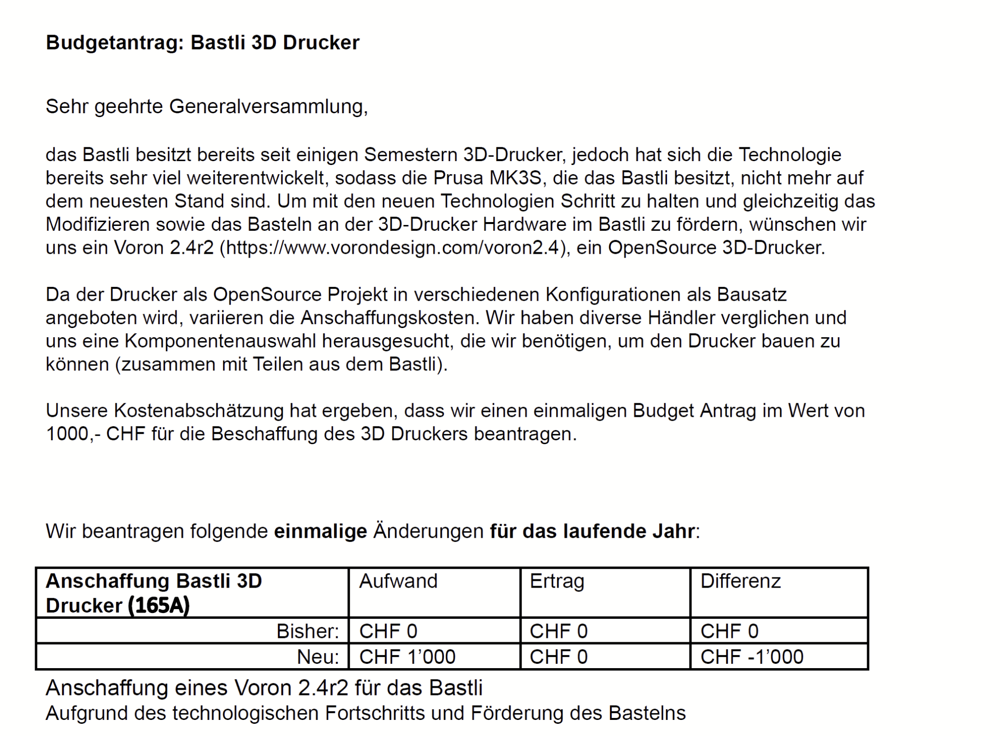 Budgetantrag: Bastli 3D Drucker
Sehr geehrte Generalversammlung,
das Bastli besitzt bereits seit einigen Semestern 3D-Drucker, jedoch hat sich die Technologie
bereits sehr viel weiterentwickelt, sodass die Prusa MK3S, die das Bastli besitzt, nicht mehr auf
dem neuesten Stand sind. Um mit den neuen Technologien Schritt zu halten und gleichzeitig das
Modifizieren sowie das Basteln an der 3D-Drucker Hardware im Bastli zu fördern, wünschen wir
uns ein Voron 2.4r2 (https://www.vorondesign.com/voron2.4), ein OpenSource 3D-Drucker.
Da der Drucker als OpenSource Projekt in verschiedenen Konfigurationen als Bausatz
angeboten wird, variieren die Anschaffungskosten. Wir haben diverse Händler verglichen und
uns eine Komponentenauswahl herausgesucht, die wir benötigen, um den Drucker bauen zu
können (zusammen mit Teilen aus dem Bastli).
Unsere Kostenabschätzung hat ergeben, dass wir einen einmaligen Budget Antrag im Wert von
1000,- CHF für die Beschaffung des 3D Druckers beantragen.
Wir beantragen folgende einmalige Änderungen für das laufende Jahr:
Anschaffung Bastli 3D Aufwand Ertrag Differenz
Drucker (165A)
Bisher: CHF 0 CHF 0 CHF 0
Neu: CHF 1’000 CHF 0 CHF -1’000
Anschaffung eines Voron 2.4r2 für das Bastli
Aufgrund des technologischen Fortschritts und Förderung des Bastelns